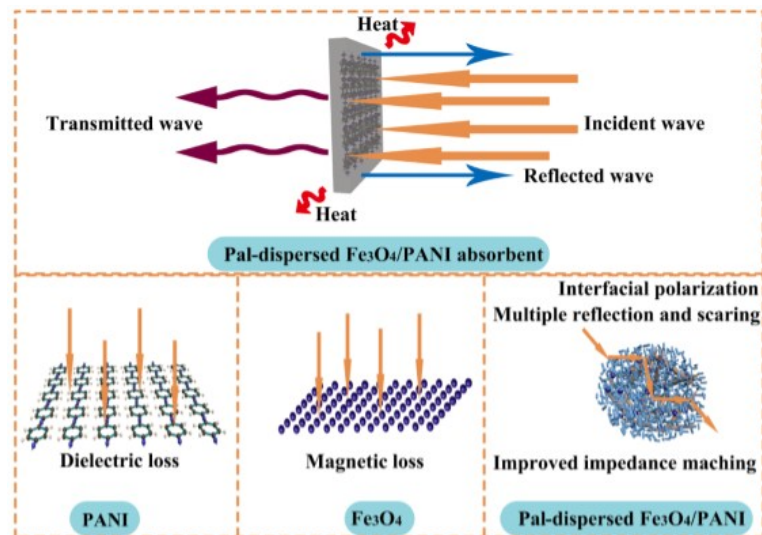 Heat
Transmitted wave
Incident wave
Reflected wave
Heat
Pal-dispersed Fe₃O₄/PANI absorbent
Interfacial polarization
Multiple reflection and scaring
Dielectric loss
Magnetic loss
Improved impedance maching
PANI
Fe₃O₄
Pal-dispersed Fe₃O₄/PANI